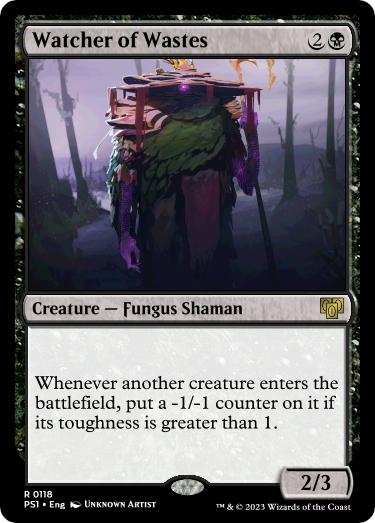 Watcher of Wastes 2
Creature — Fungus Shaman
Whenever another creature enters the
battlefield, put a -1/-1 counter on it if
its toughness is greater than 1.
2/3
R 0118
PS1 • Eng Unknown Artist
™ & © 2023 Wizards of the Coast